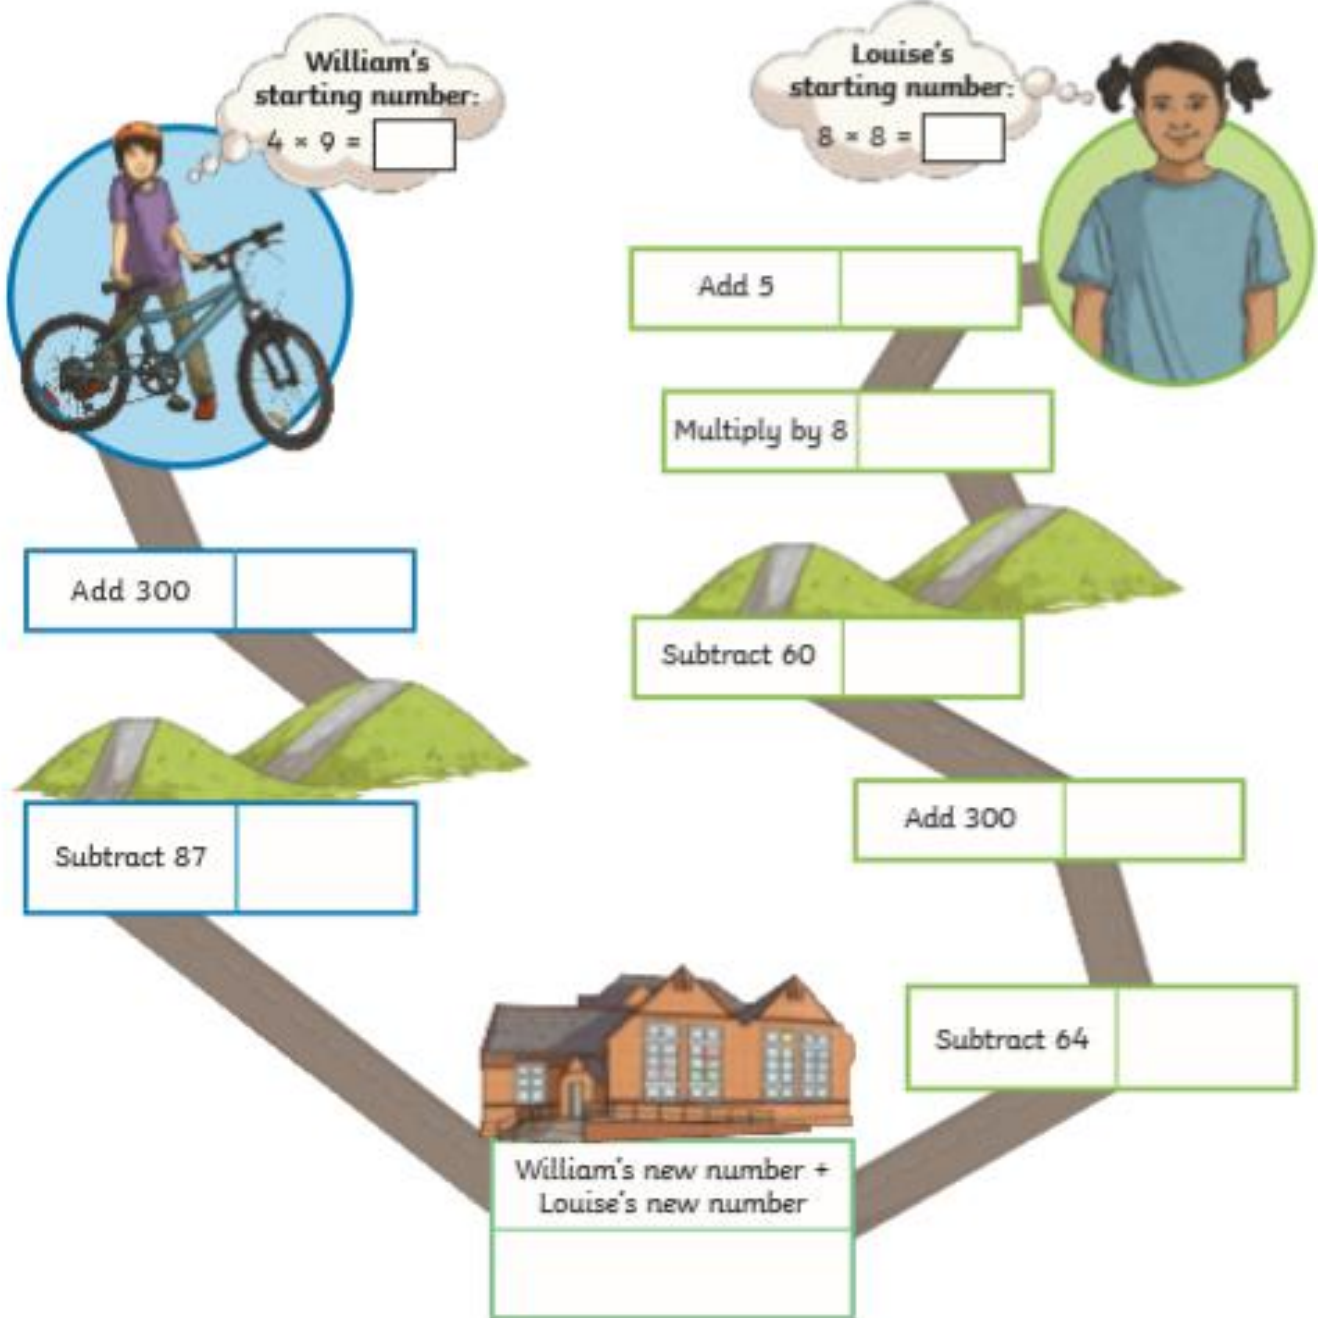 William's
starting number:
4 × 9 =
Louise's
starting number:
8 × 8 =
Add 5
Multiply by 8
Add 300
Subtract 60
Subtract 87
Add 300
Subtract 64
William's new number +
Louise's new number